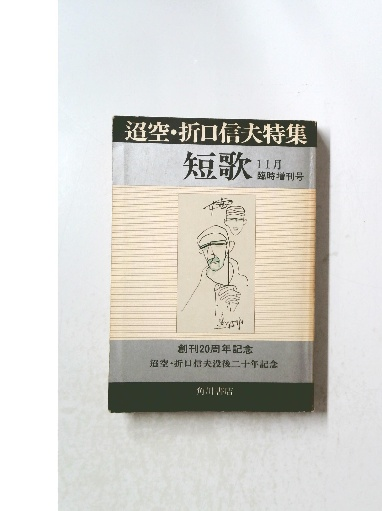 迢空・折口信夫特集
短歌
11月
臨時増刊号
創刊20周年記念
迢空・折口信夫没後二十年記念
角川書店